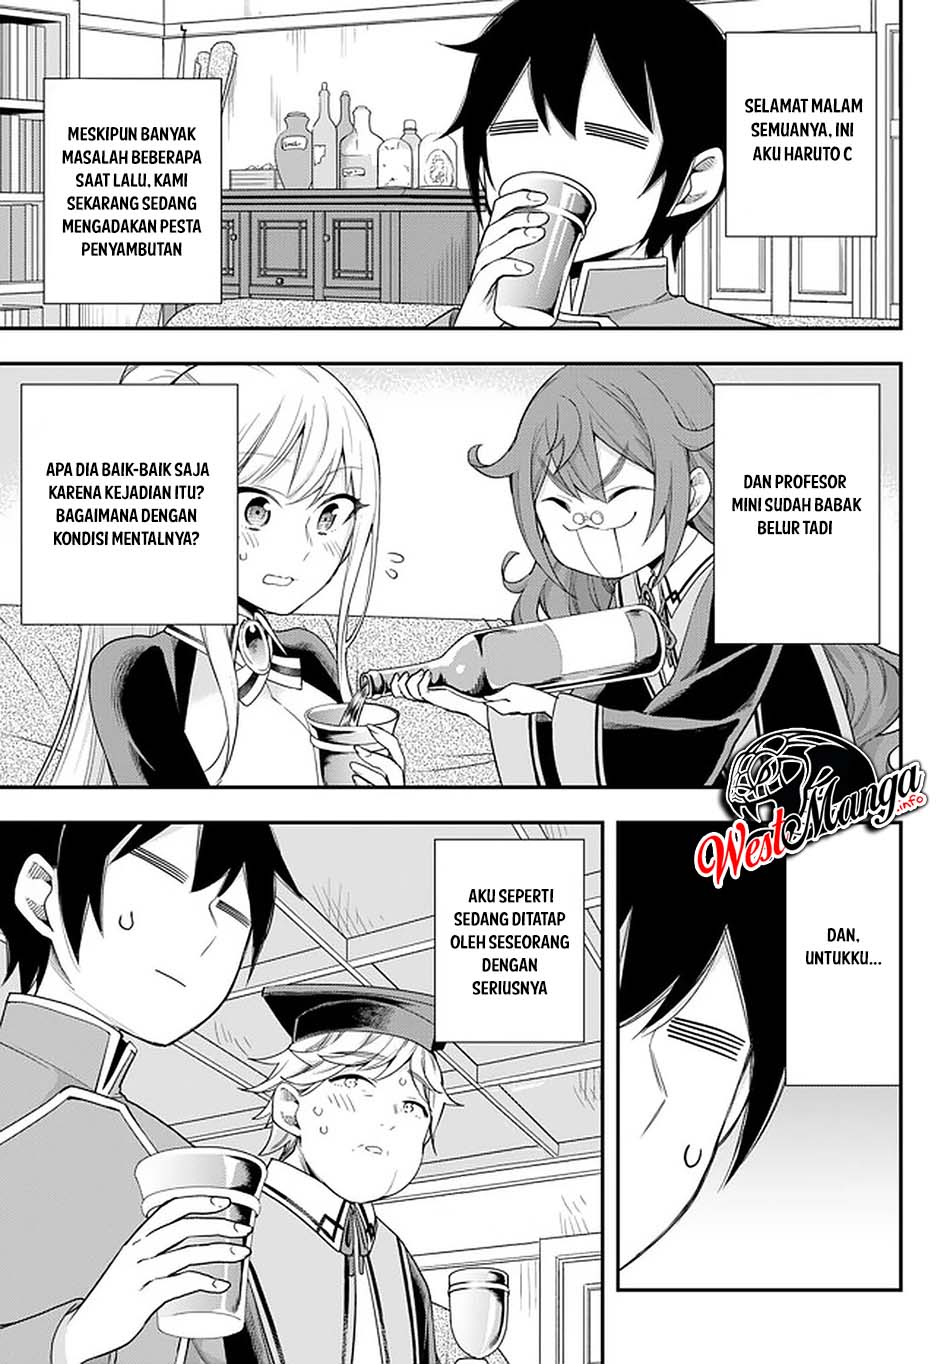 SELAMAT MALAM
SEMUANYA, INI
AKU HARUTO C
MESKIPUN BANYAK
MASALAH BEBERAPA
SAAT LALU, KAMI
SEKARANG SEDANG
MENGADAKAN PESTA
PENYAMBUTAN
DAN PROFESOR
MINI SUDAH BABAK
BELUR TADI
APA DIA BAIK-BAIK SAJA
KARENA KEJADIAN ITU?
BAGAIMANA DENGAN
KONDISI MENTALNYA?
WestManga
.info
DAN,
UNTUKKU...
AKU SEPERTI
SEDANG DITATAP
OLEH SESEORANG
DENGAN
SERIUSNYA